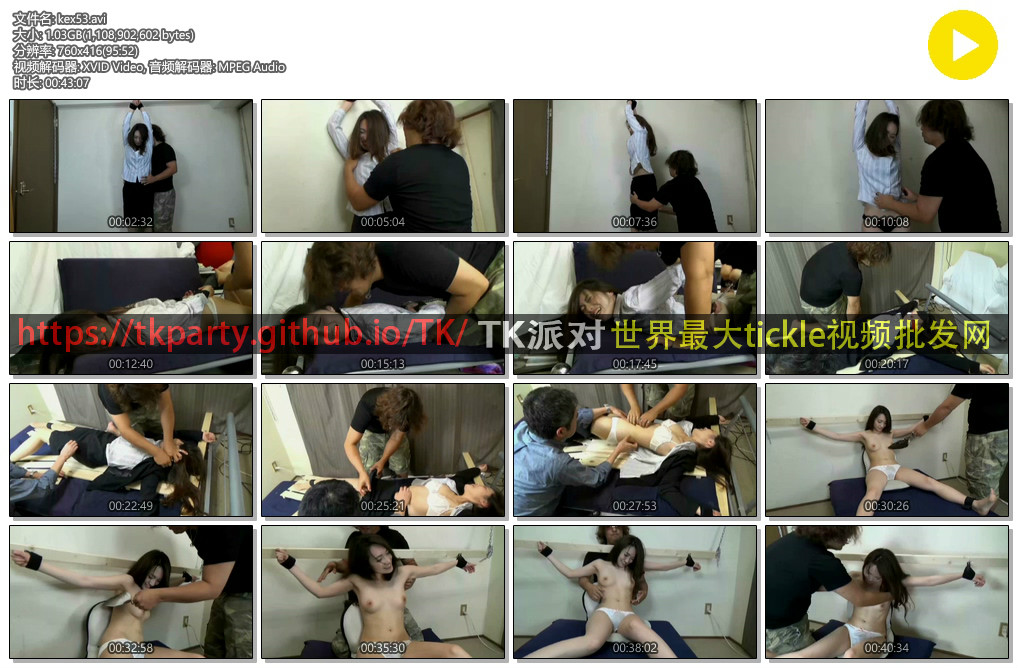 文件名: kex53.avi
大小: 1.03GB(1,108,902,602 bytes)
分辨率: 760x416(95:52)
视频解码器: XVID Video, 音频解码器: MPEG Audio
时长: 00:43:07
00:02:32
00:05:04
00:07:36
00:10:08
https://tkparty.github.io/TK/ TK派对 世界最大tickle视频批发网
00:12:40
00:15:13
00:17:45
00:20:17
00:22:49
00:25:21
00:27:53
00:30:26
00:32:58
00:35:30
00:38:02
00:40:34